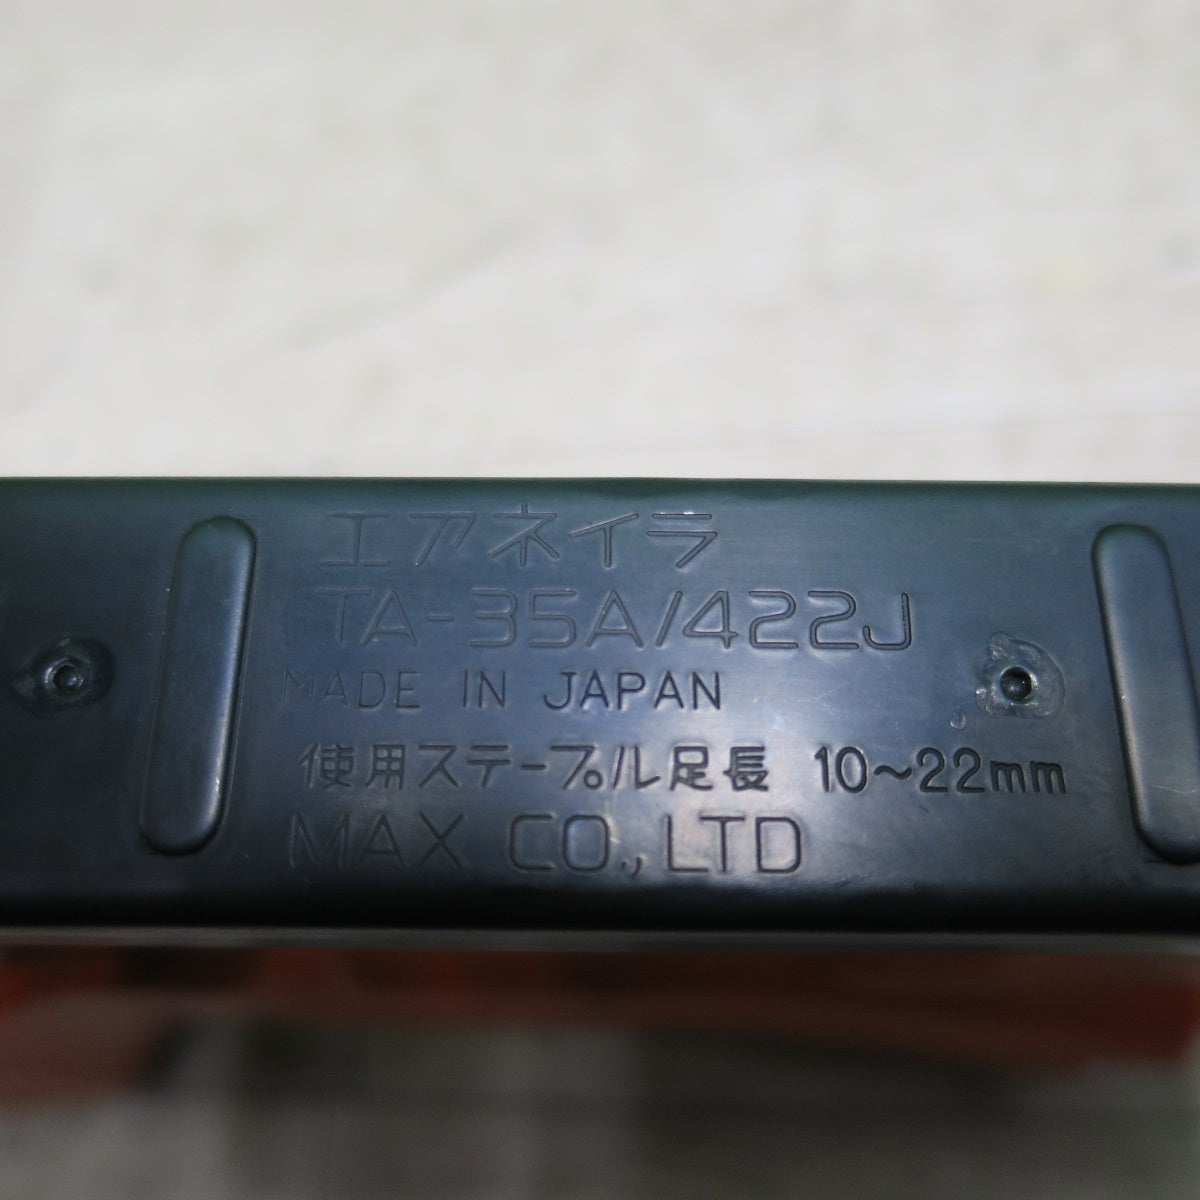 エアネイラ
TA-35A/422J
MADE IN JAPAN
使用ステープル足長 10～22mm
MAX CO.,LTD